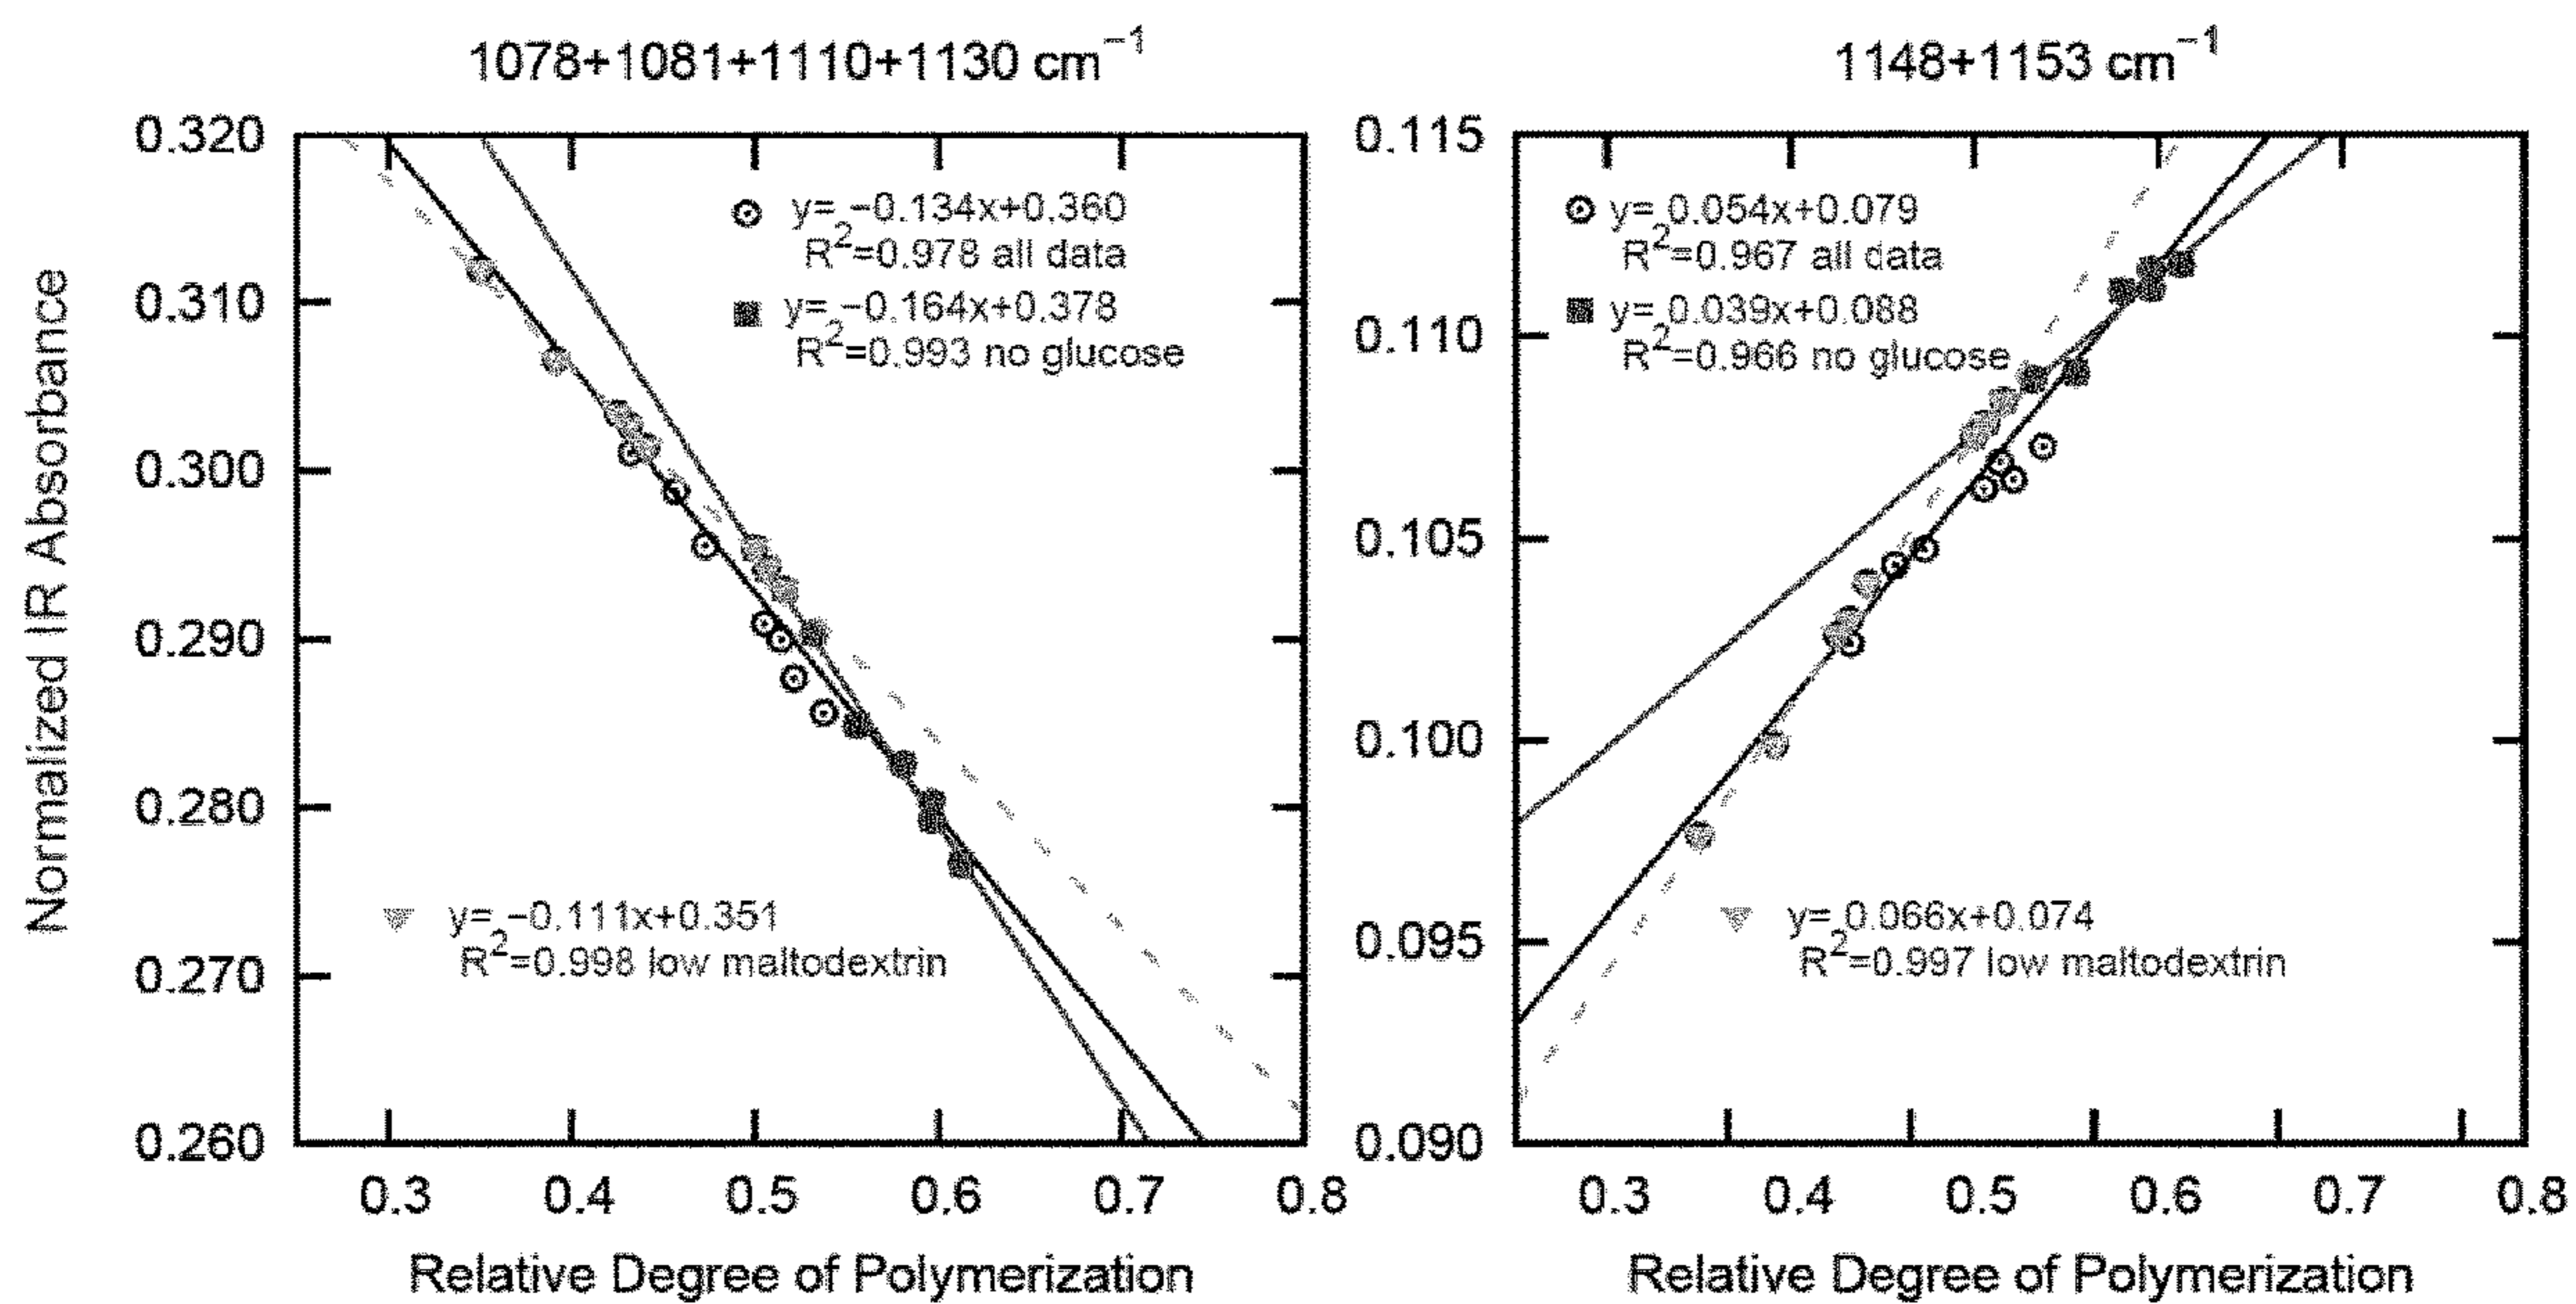 1078+1081+1110+1130 cm⁻¹
0.320
0.310
0.300
0.290
0.280
0.270
0.260
Normalized IR Absorbance
y= −0.134x+0.360
R²=0.978 all data
y= −0.164x+0.378
R²=0.993 no glucose
y= −0.111x+0.351
R²=0.998 low maltodextrin
0.3 0.4 0.5 0.6 0.7 0.8
Relative Degree of Polymerization
1148+1153 cm⁻¹
0.115
0.110
0.105
0.100
0.095
0.090
y= 0.054x+0.079
R²=0.967 all data
y= 0.039x+0.088
R²=0.966 no glucose
y= 0.066x+0.074
R²=0.997 low maltodextrin
0.3 0.4 0.5 0.6 0.7 0.8
Relative Degree of Polymerization